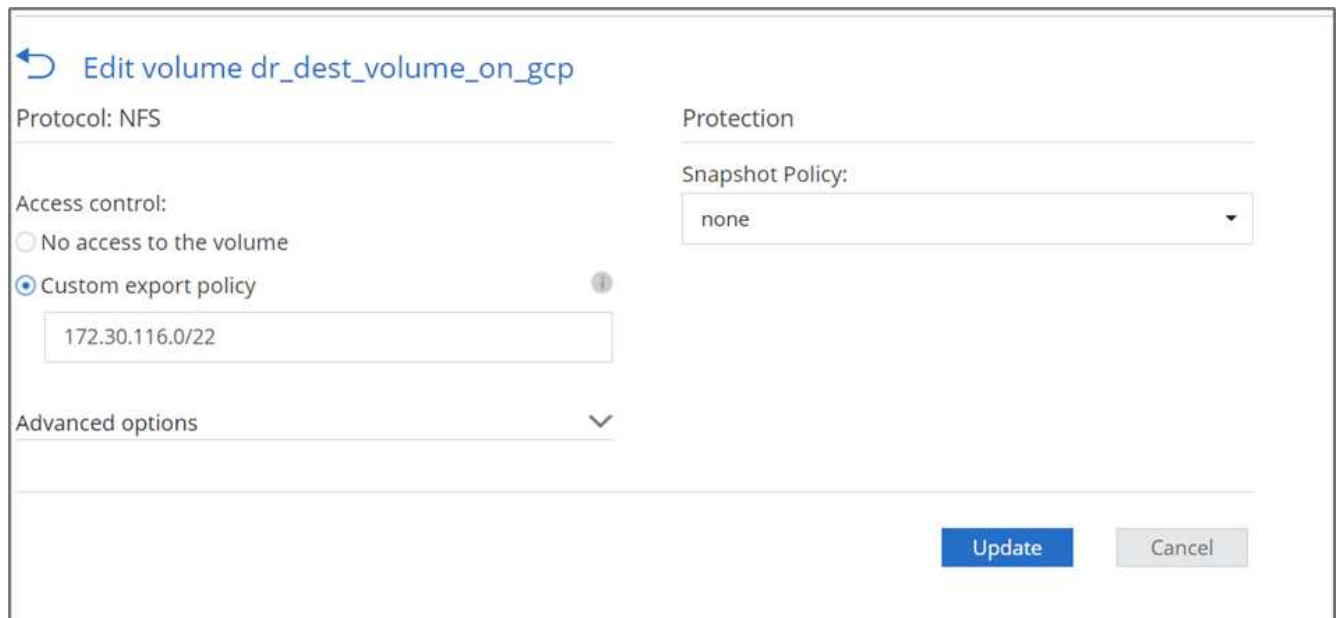 Edit volume dr_dest_volume_on_gcp
Protocol: NFS
Access control:
No access to the volume
Custom export policy
172.30.116.0/22
Advanced options
Protection
Snapshot Policy:
none
Update
Cancel